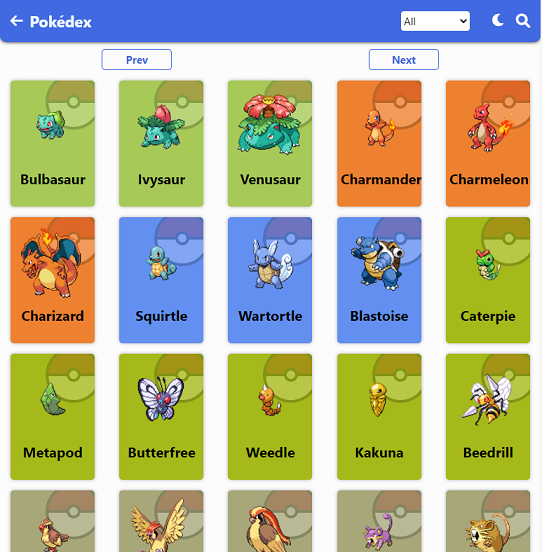 Pokédex All
Prev Next
Bulbasaur Ivysaur Venusaur Charmander Charmeleon
Charizard Squirtle Wartortle Blastoise Caterpie
Metapod Butterfree Weedle Kakuna Beedrill